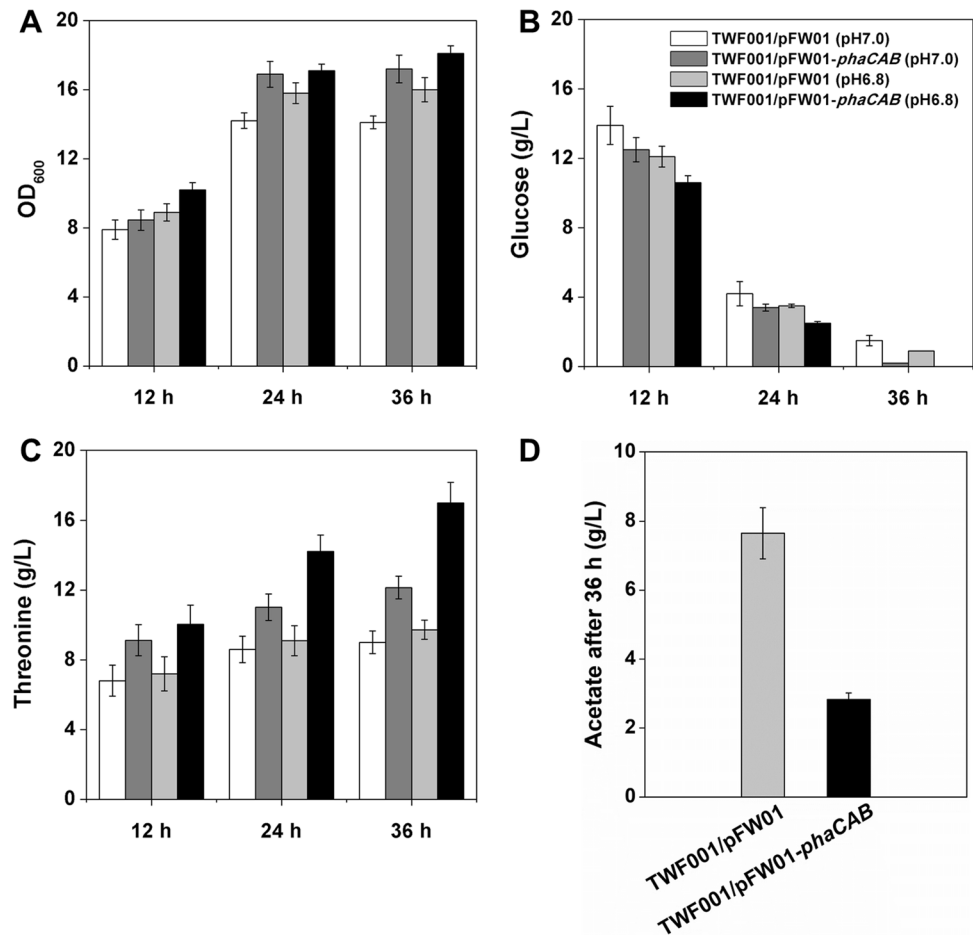 A
20
16
12
8
4
0
OD600
12 h
24 h
36 h
B
20
16
12
8
4
0
Glucose (g/L)
TWF001/pFW01 (pH7.0)
TWF001/pFW01-phaCAB (pH7.0)
TWF001/pFW01 (pH6.8)
TWF001/pFW01-phaCAB (pH6.8)
12 h
24 h
36 h
C
20
16
12
8
4
0
Threonine (g/L)
12 h
24 h
36 h
D
10
8
6
4
2
0
Acetate after 36 h (g/L)
TWF001/pFW01
TWF001/pFW01-phaCAB